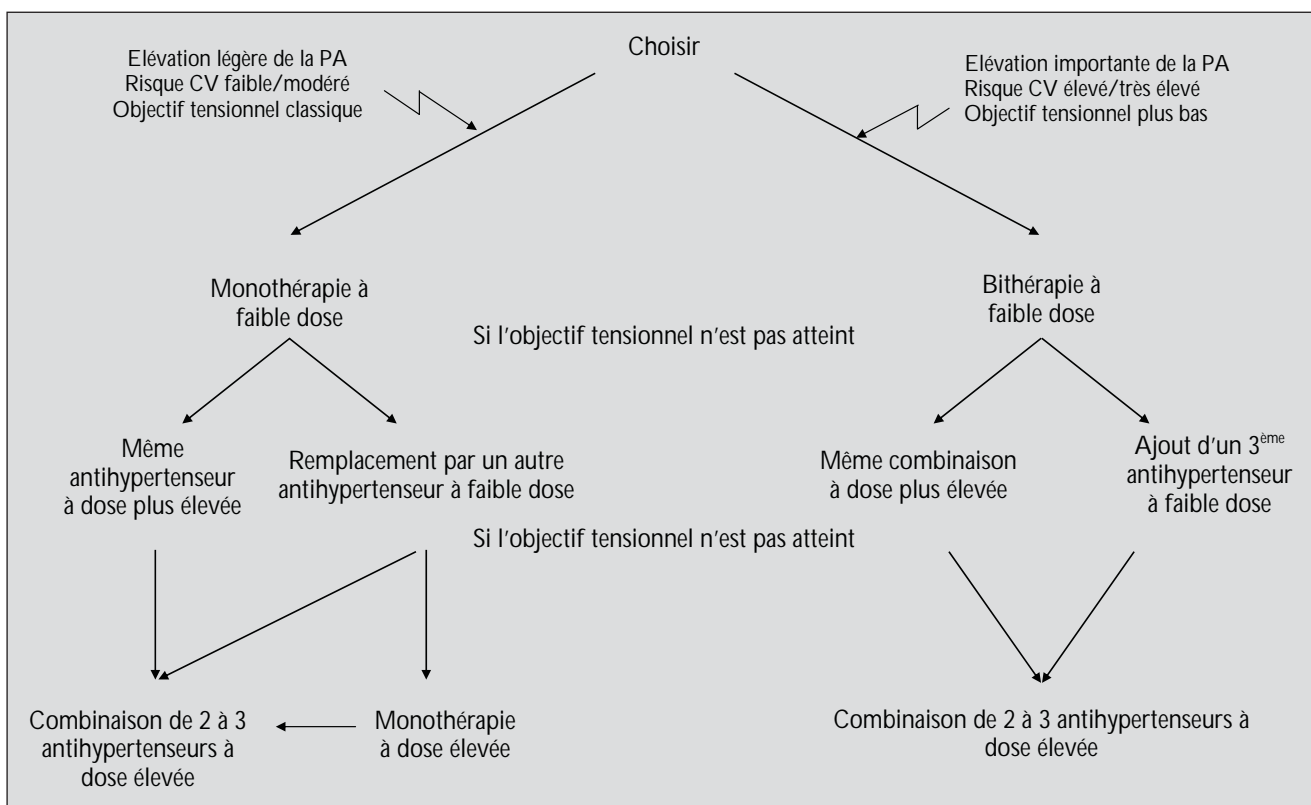 Choisir
Elévation légère de la PA
Risque CV faible/modéré
Objectif tensionnel classique
Elévation importante de la PA
Risque CV élevé/très élevé
Objectif tensionnel plus bas
Monothérapie à
faible dose
Bithérapie à
faible dose
Si l'objectif tensionnel n'est pas atteint
Même
antihypertenseur
à dose plus élevée
Remplacement par un autre
antihypertenseur à faible dose
Même combinaison
à dose plus élevée
Ajout d'un 3ème
antihypertenseur
à faible dose
Si l'objectif tensionnel n'est pas atteint
Combinaison de 2 à 3
antihypertenseurs à
dose élevée
Monothérapie
à dose élevée
Combinaison de 2 à 3 antihypertenseurs à
dose élevée